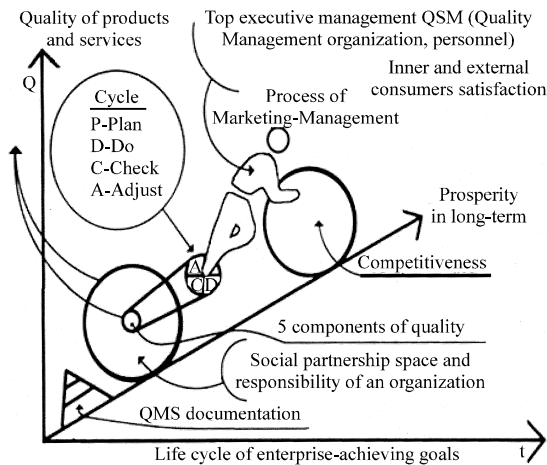 Quality of products
and services
Top executive management QSM (Quality
Management organization, personnel)
Inner and external
consumers satisfaction
Q
Cycle
P-Plan
D-Do
C-Check
A-Adjust
Process of
Marketing-Management
Prosperity
in long-term
D
A
CD
Competitiveness
5 components of quality
Social partnership space and
responsibility of an organization
QMS documentation
Life cycle of enterprise-achieving goals
t